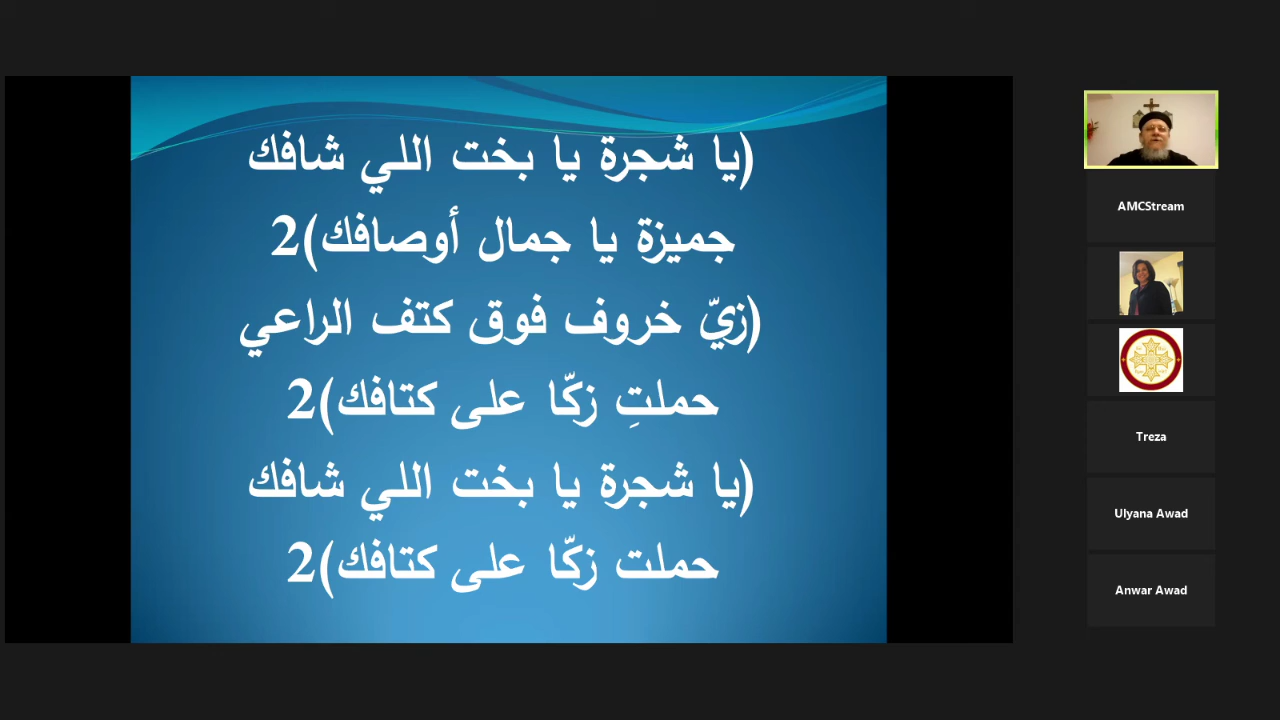 (يا شجرة يا بخت اللي شافك
جميزة يا جمال أوصافك)2
(زيّ خروف فوق كتف الراعي
حملتِ زكّا على كتافك)2
(يا شجرة يا بخت اللي شافك
حملت زكّا على كتافك)2
AMCStream
Treza
Ulyana Awad
Anwar Awad